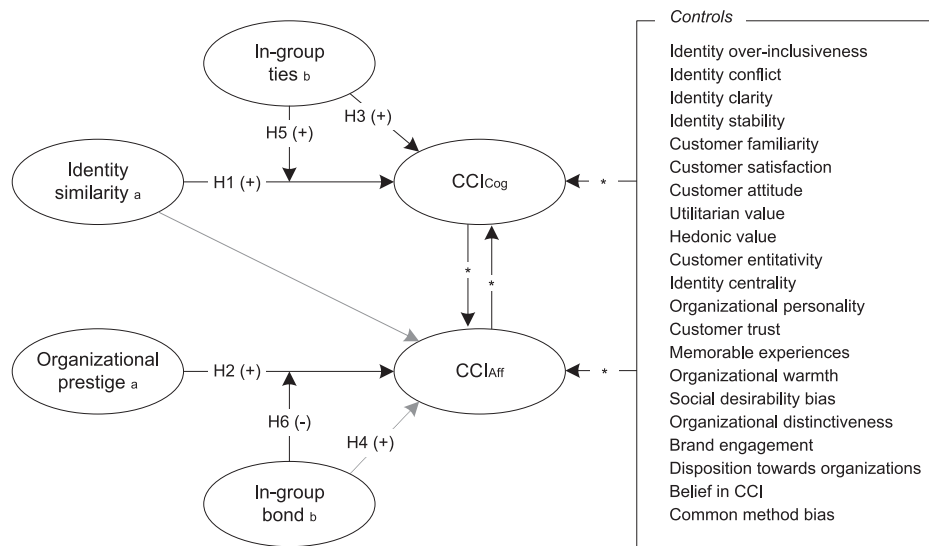 Controls
In-group
ties b
H5 (+)
H3 (+)
Identity
similarity a
H1 (+)
CCICog
*
*
*
Organizational
prestige a
H2 (+)
CCIAff
*
H6 (-)
H4 (+)
In-group
bond b
Identity over-inclusiveness
Identity conflict
Identity clarity
Identity stability
Customer familiarity
Customer satisfaction
Customer attitude
Utilitarian value
Hedonic value
Customer entitativity
Identity centrality
Organizational personality
Customer trust
Memorable experiences
Organizational warmth
Social desirability bias
Organizational distinctiveness
Brand engagement
Disposition towards organizations
Belief in CCI
Common method bias